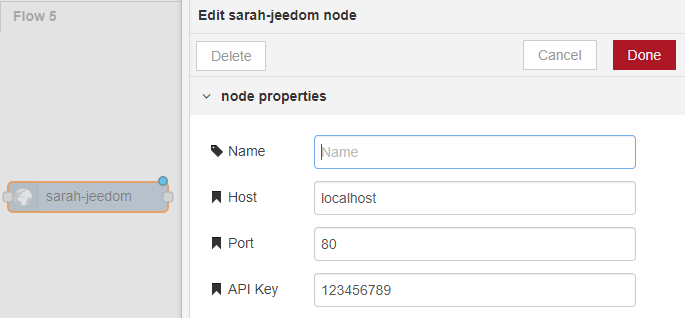 Flow 5
Edit sarah-jeedom node
Delete
Cancel
Done
node properties
Name
Name
sarah-jeedom
Host
localhost
Port
80
API Key
123456789